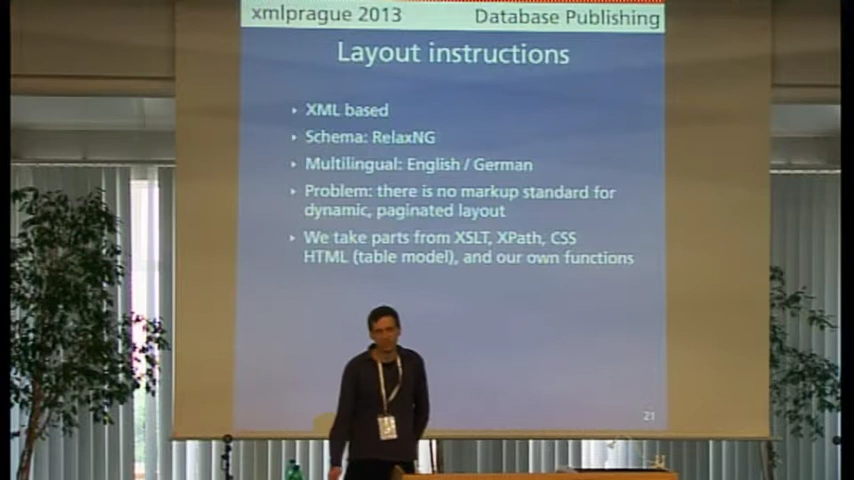 xmlprague 2013 Database Publishing
Layout instructions
XML based
Schema: RelaxNG
Multilingual: English / German
Problem: there is no markup standard for
dynamic, paginated layout
We take parts from XSLT, XPath, CSS
HTML (table model), and our own functions
21